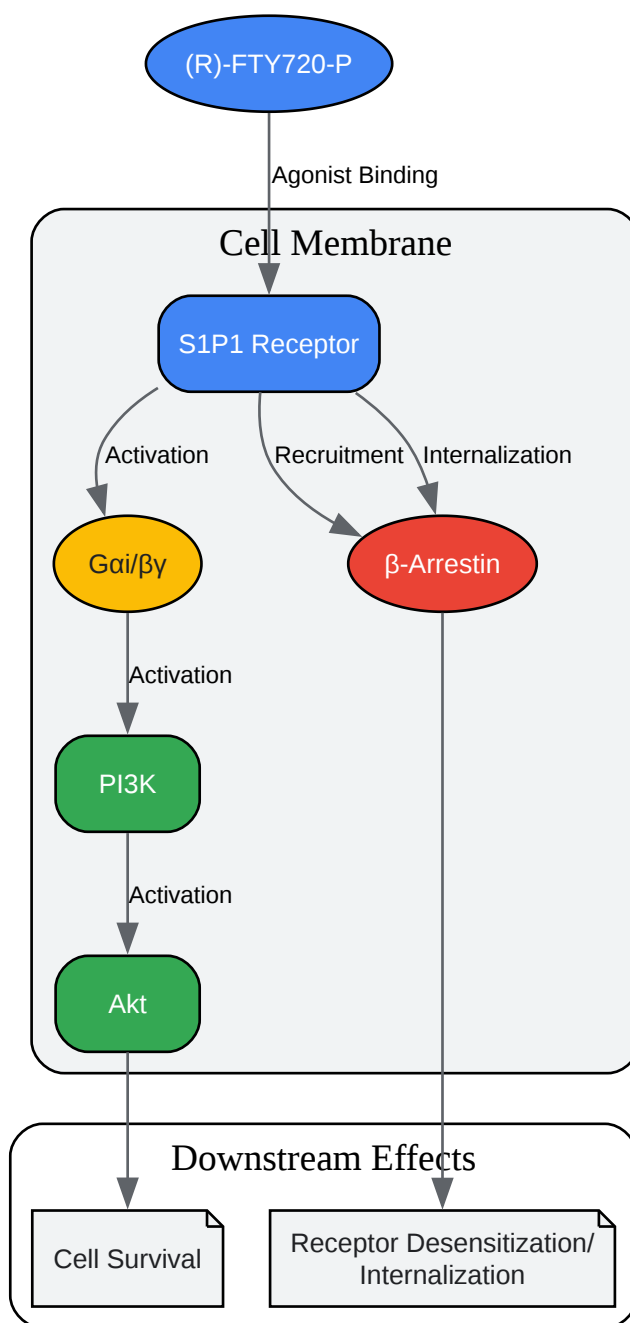 (R)-FTY720-P
Agonist Binding
Cell Membrane
S1P1 Receptor
Activation
Recruitment
Internalization
Gαi/βγ
β-Arrestin
Activation
PI3K
Activation
Akt
Downstream Effects
Cell Survival
Receptor Desensitization/
Internalization